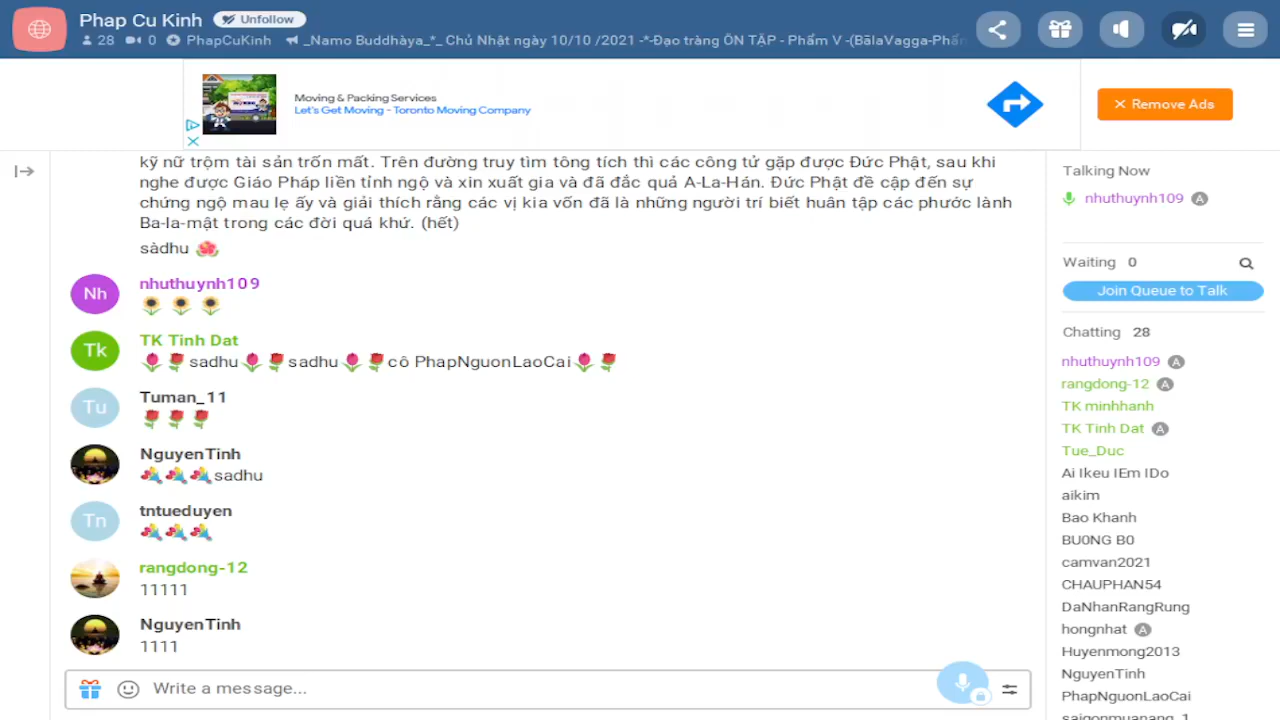 Phap Cu Kinh
Unfollow
28 0 PhapCuKinh _Namo Buddhàya_*_ Chủ Nhật ngày 10/10 /2021 -*-Đạo tràng ÔN TẬP - Phẩm V -(BālaVagga-Phẩm
Moving & Packing Services
Let's Get Moving - Toronto Moving Company
Remove Ads
kỹ nữ trộm tài sản trốn mất. Trên đường truy tìm tông tích thì các công tử gặp được Đức Phật, sau khi
nghe được Giáo Pháp liền tỉnh ngộ và xin xuất gia và đã đắc quả A-La-Hán. Đức Phật đề cập đến sự
chứng ngộ mau lẹ ấy và giải thích rằng các vị kia vốn đã là những người trí biết huân tập các phước lành
Ba-la-mật trong các đời quá khứ. (hết)
sàdhu
Nh
nhuthuynh109
Tk
TK Tinh Dat
sadhu sadhu cô PhapNguonLaoCai
Tu
Tuman_11
NguyenTinh
sadhu
Tn
tntueduyen
rangdong-12
11111
NguyenTinh
1111
Write a message...
Talking Now
nhuthuynh109 A
Waiting 0
Join Queue to Talk
Chatting 28
nhuthuynh109 A
rangdong-12 A
TK minhhanh
TK Tinh Dat A
Tue_Duc
Ai Ikeu IEm IDo
aikim
Bao Khanh
BU0NG B0
camvan2021
CHAUPHAN54
DaNhanRangRung
hongnhat A
Huyenmong2013
NguyenTinh
PhapNguonLaoCai
saigonmuanang_1